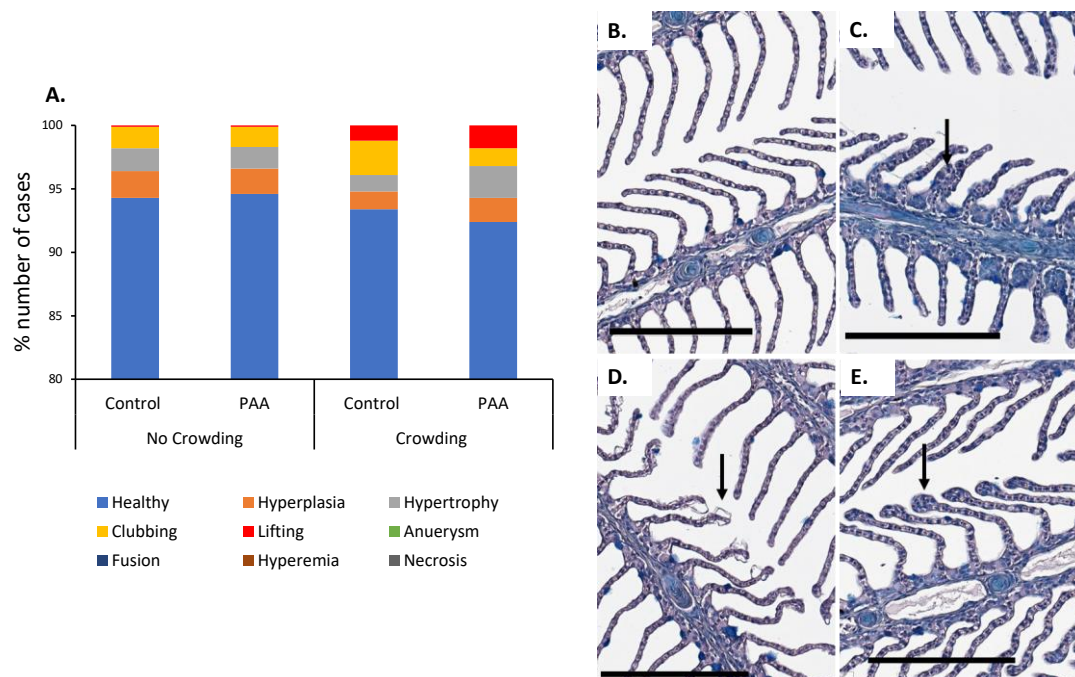 A.
% number of cases
100
95
90
85
80
Control PAA Control PAA
No Crowding Crowding
Healthy Hyperplasia Hypertrophy
Clubbing Lifting Anuerysm
Fusion Hyperemia Necrosis
B.
C.
D.
E.